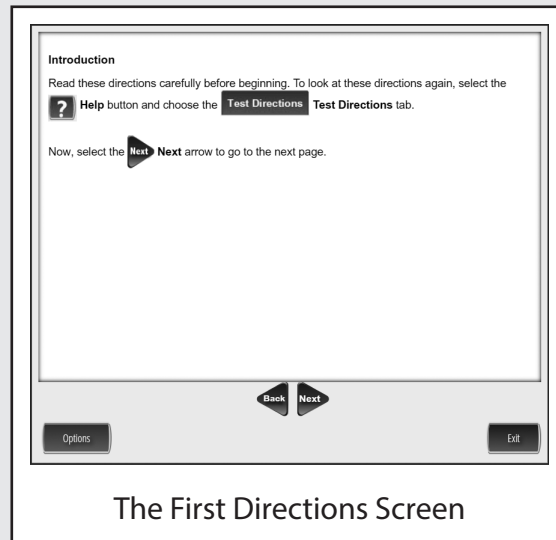 Introduction
Read these directions carefully before beginning. To look at these directions again, select the
? Help button and choose the Test Directions Test Directions tab.
Now, select the Next Next arrow to go to the next page.
Back Next
Options Exit
The First Directions Screen